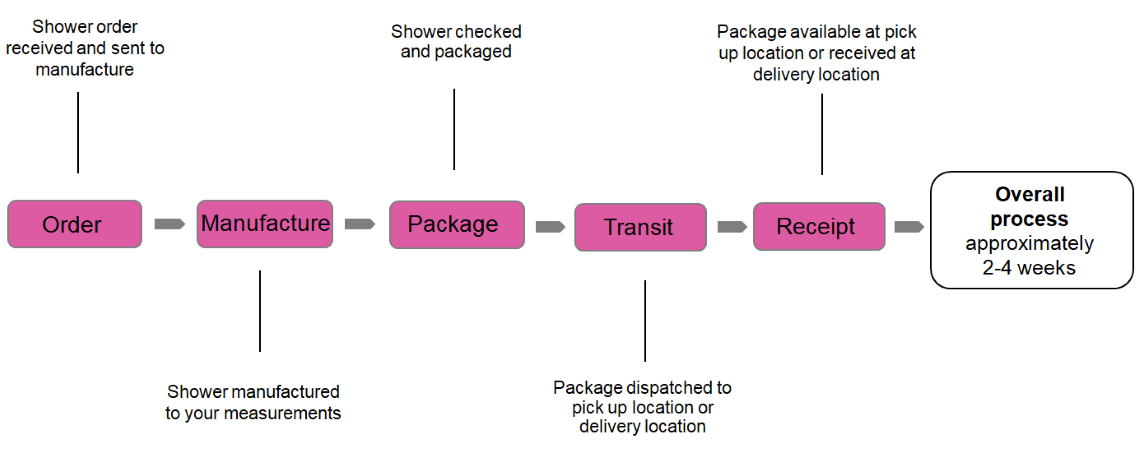 Shower order
received and sent to
manufacture
Shower checked
and packaged
Package available at pick
up location or received at
delivery location
Order
Manufacture
Package
Transit
Receipt
Overall
process
approximately
2-4 weeks
Shower manufactured
to your measurements
Package dispatched to
pick up location or
delivery location